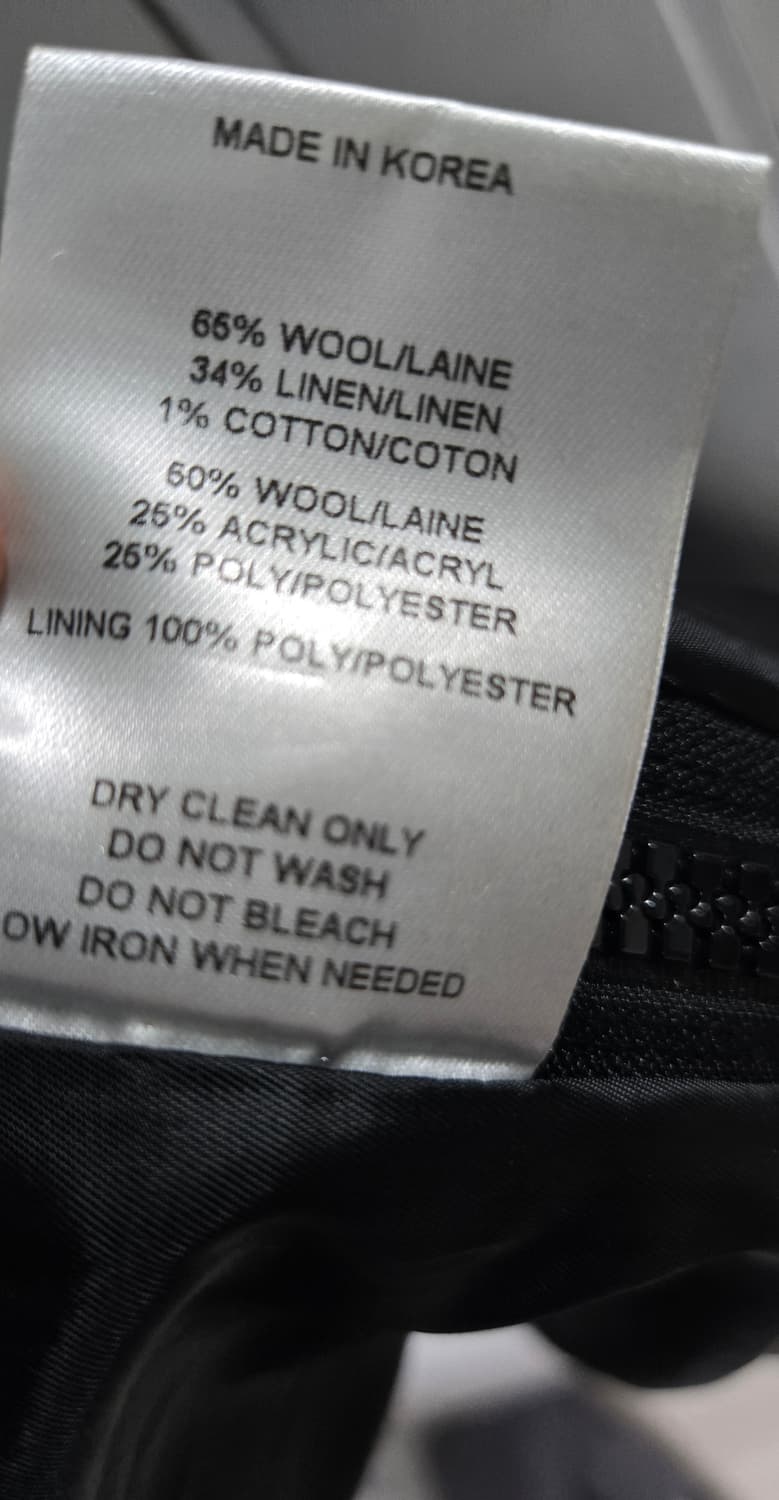 MADE IN KOREA
65% WOOL/LAINE
34% LINEN/LINEN
1% COTTON/COTON
50% WOOL/LAINE
25% ACRYLIC/ACRYL
25% POLY/POLYESTER
LINING 100% POLY/POLYESTER
DRY CLEAN ONLY
DO NOT WASH
DO NOT BLEACH
OW IRON WHEN NEEDED